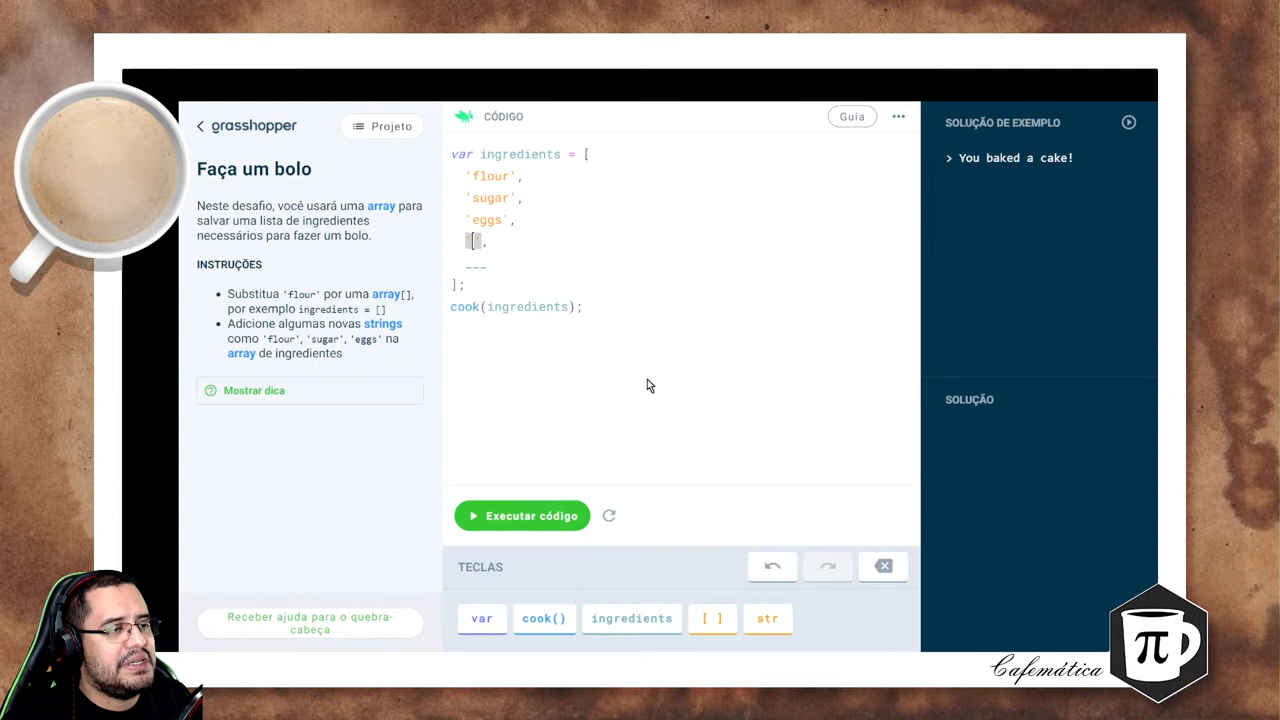 grasshopper
Projeto
Faça um bolo
Neste desafio, você usará uma array para
salvar uma lista de ingredientes
necessários para fazer um bolo.
INSTRUÇÕES
• Substitua 'flour' por uma array[],
por exemplo ingredients = []
• Adicione algumas novas strings
como 'flour', 'sugar', 'eggs' na
array de ingredientes
Mostrar dica
Receber ajuda para o quebra-
cabeça
CÓDIGO
Guia
var ingredients = [
'flour',
'sugar',
'eggs',
'',
___
];
cook(ingredients);
Executar código
TECLAS
var
cook()
ingredients
[ ]
str
SOLUÇÃO DE EXEMPLO
> You baked a cake!
SOLUÇÃO
Cafemática
π